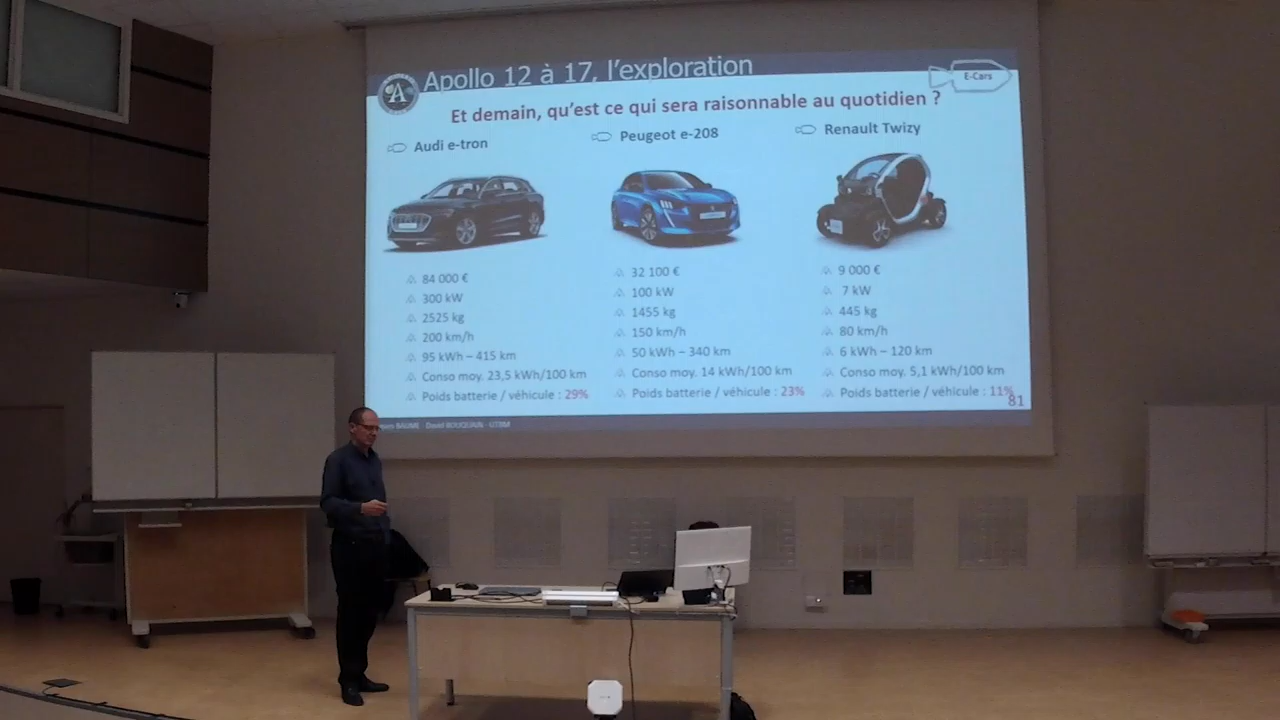 Apollo 12 à 17, l'exploration
E-Cars
Et demain, qu'est ce qui sera raisonnable au quotidien ?
Audi e-tron
84 000 €
300 kW
2525 kg
200 km/h
95 kWh – 415 km
Conso moy. 23,5 kWh/100 km
Poids batterie / véhicule : 29%
Peugeot e-208
32 100 €
100 kW
1455 kg
150 km/h
50 kWh – 340 km
Conso moy. 14 kWh/100 km
Poids batterie / véhicule : 23%
Renault Twizy
9 000 €
7 kW
445 kg
80 km/h
6 kWh – 120 km
Conso moy. 5,1 kWh/100 km
Poids batterie / véhicule : 11%
81
David BOUQUAIN - UTBM